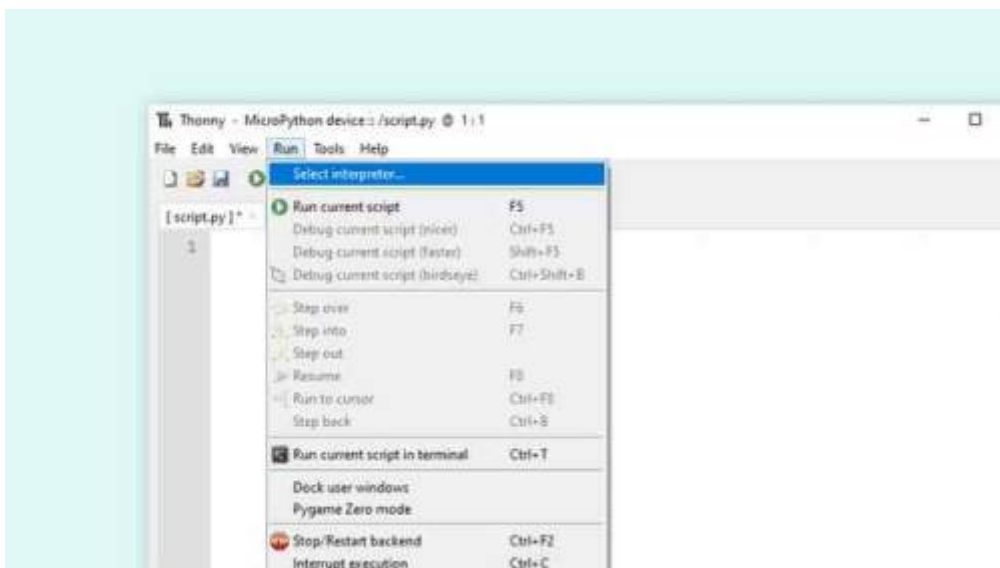 Thonny - MicroPython device :: /script.py @ 1 : 1
File Edit View Run Tools Help
Select interpreter...
[ script.py ] *
1
Run current script F5
Debug current script (nicer) Ctrl+F5
Debug current script (faster) Shift+F5
Debug current script (birdseye) Ctrl+Shift+B
Step over F6
Step into F7
Step out
Resume F8
Run to cursor Ctrl+F8
Step back Ctrl+B
Run current script in terminal Ctrl+T
Dock user windows
Pygame Zero mode
Stop/Restart backend Ctrl+F2
Interrupt execution Ctrl+C